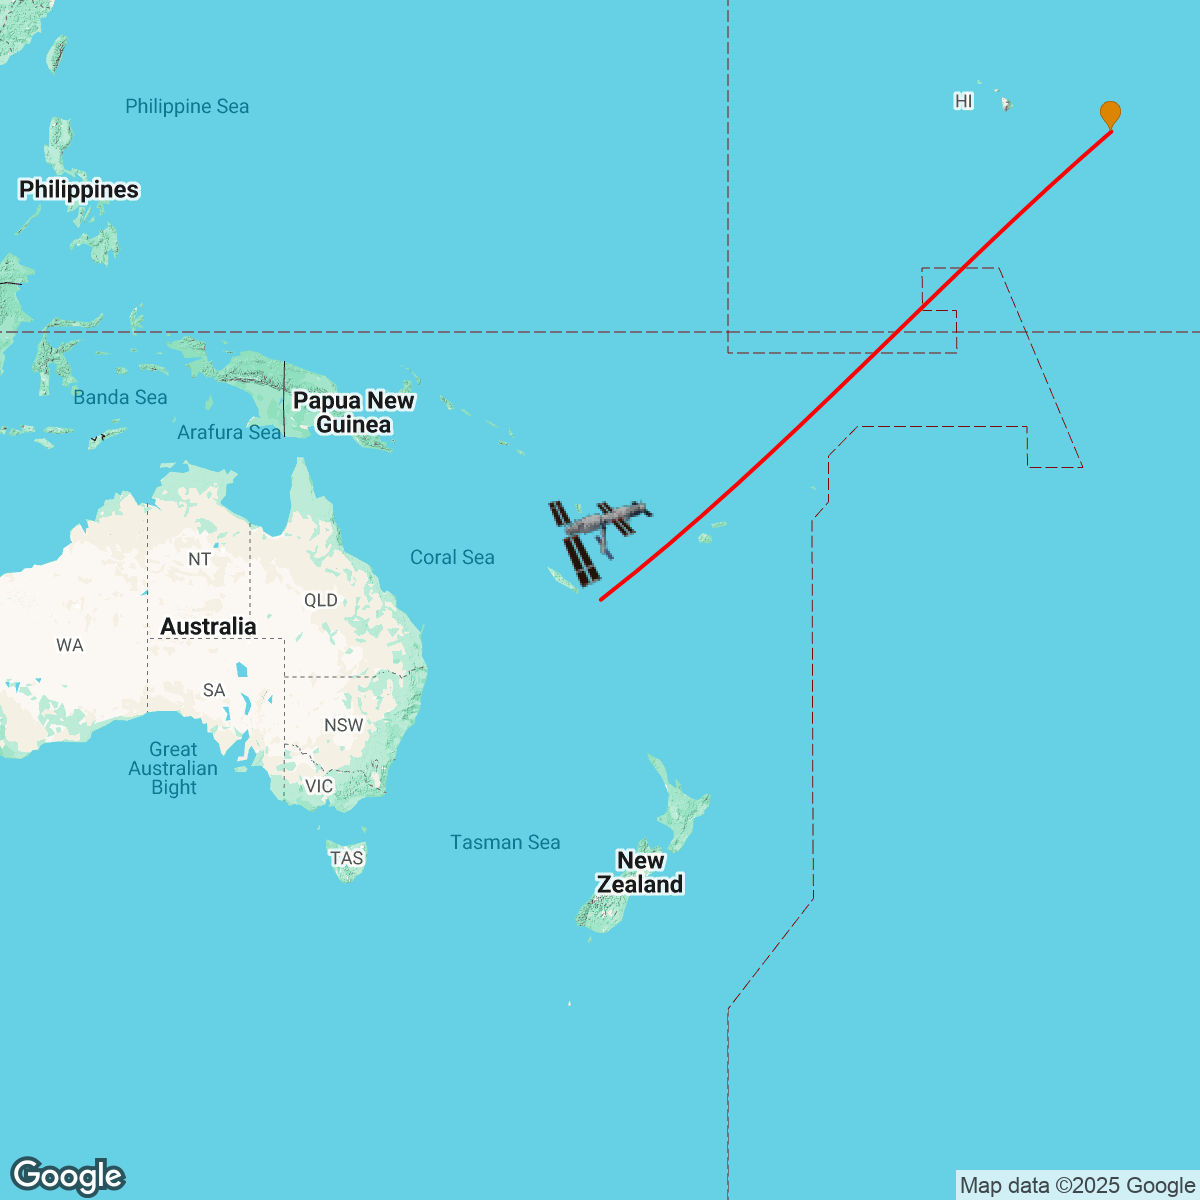 Philippine Sea
HI
Philippines
Banda Sea
Papua New
Guinea
Arafura Sea
Coral Sea
NT
QLD
Australia
WA
SA
NSW
Great
Australian
Bight
VIC
Tasman Sea
TAS
New
Zealand
Google
Map data ©2025 Google